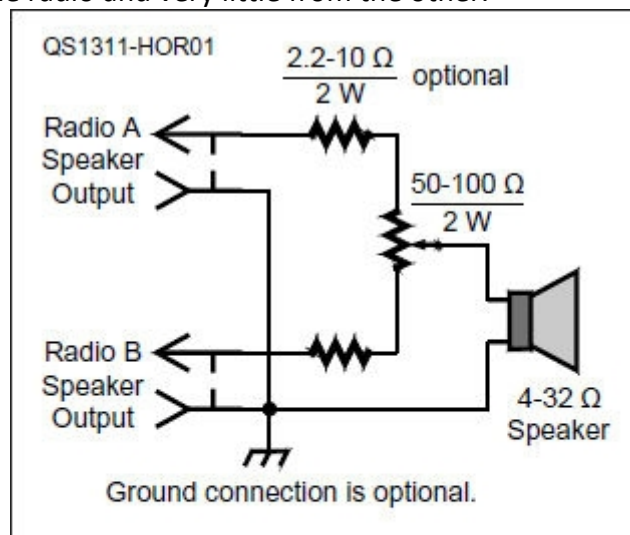 QS1311-HOR01
2.2-10 Ω
2 W
optional
Radio A
Speaker
Output
50-100 Ω
2 W
Radio B
Speaker
Output
4-32 Ω
Speaker
Ground connection is optional.